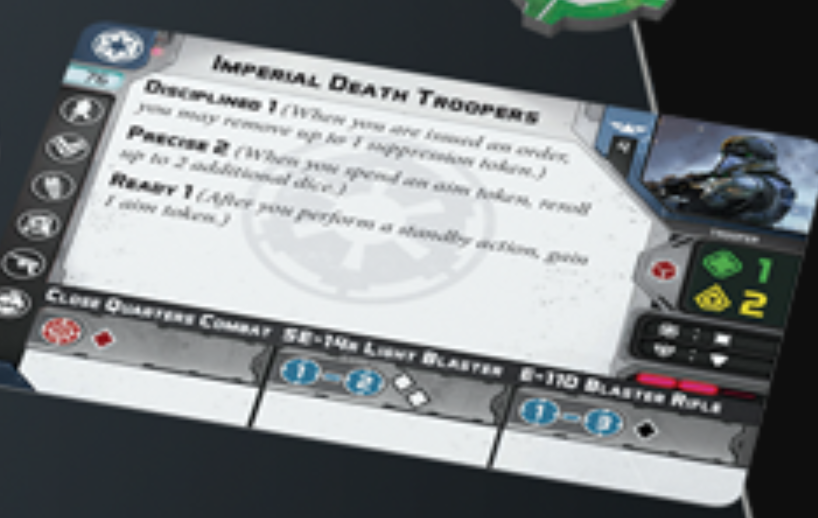 IMPERIAL DEATH TROOPERS
76
DISCIPLINED 1 (When you are issued an order,
you may remove up to 1 suppression token.)
PRECISE 2 (When you spend an aim token, reroll
up to 2 additional dice.)
READY 1 (After you perform a standby action, gain
1 aim token.)
4
TROOPER
1
2
CLOSE QUARTERS COMBAT
SE-14R LIGHT BLASTER
1-2
E-11D BLASTER RIFLE
1-3